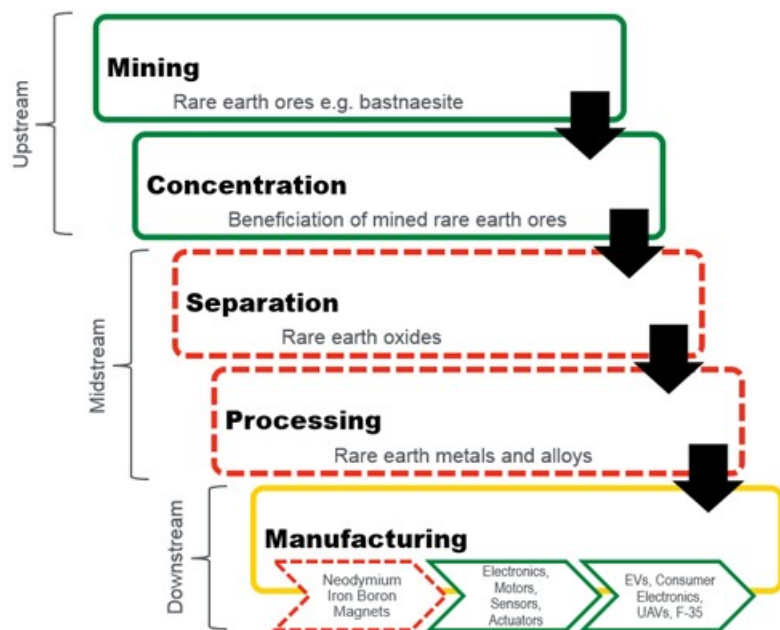 Upstream
Mining
Rare earth ores e.g. bastnaesite
Concentration
Beneficiation of mined rare earth ores
Midstream
Separation
Rare earth oxides
Processing
Rare earth metals and alloys
Downstream
Manufacturing
Neodymium
Iron Boron
Magnets
Electronics,
Motors,
Sensors,
Actuators
EVs, Consumer
Electronics,
UAVs, F-35